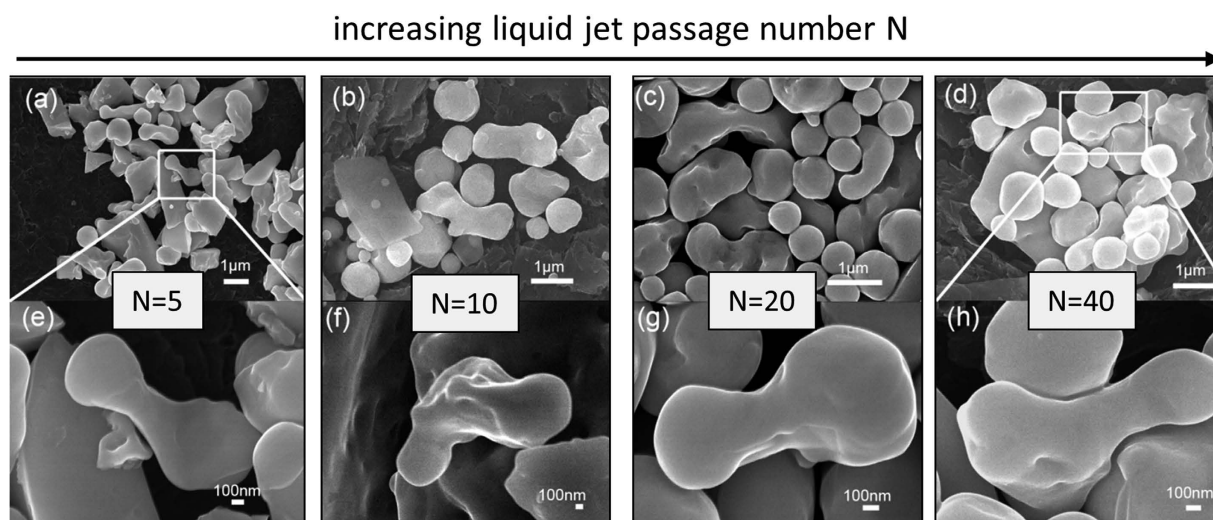 increasing liquid jet passage number N
(a)
(b)
(c)
(d)
1µm
1µm
1µm
1µm
N=5
N=10
N=20
N=40
(e)
(f)
(g)
(h)
100nm
100nm
100nm
100nm